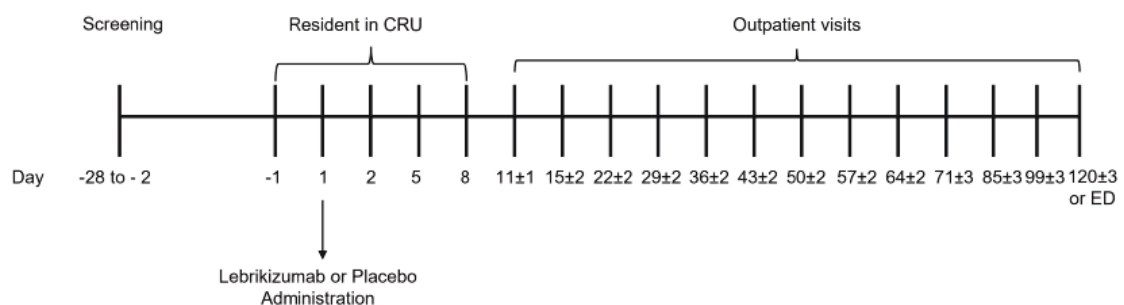 Screening Resident in CRU Outpatient visits
Day -28 to - 2 -1 1 2 5 8 11±1 15±2 22±2 29±2 36±2 43±2 50±2 57±2 64±2 71±3 85±3 99±3 120±3
or ED
Lebrikizumab or Placebo
Administration